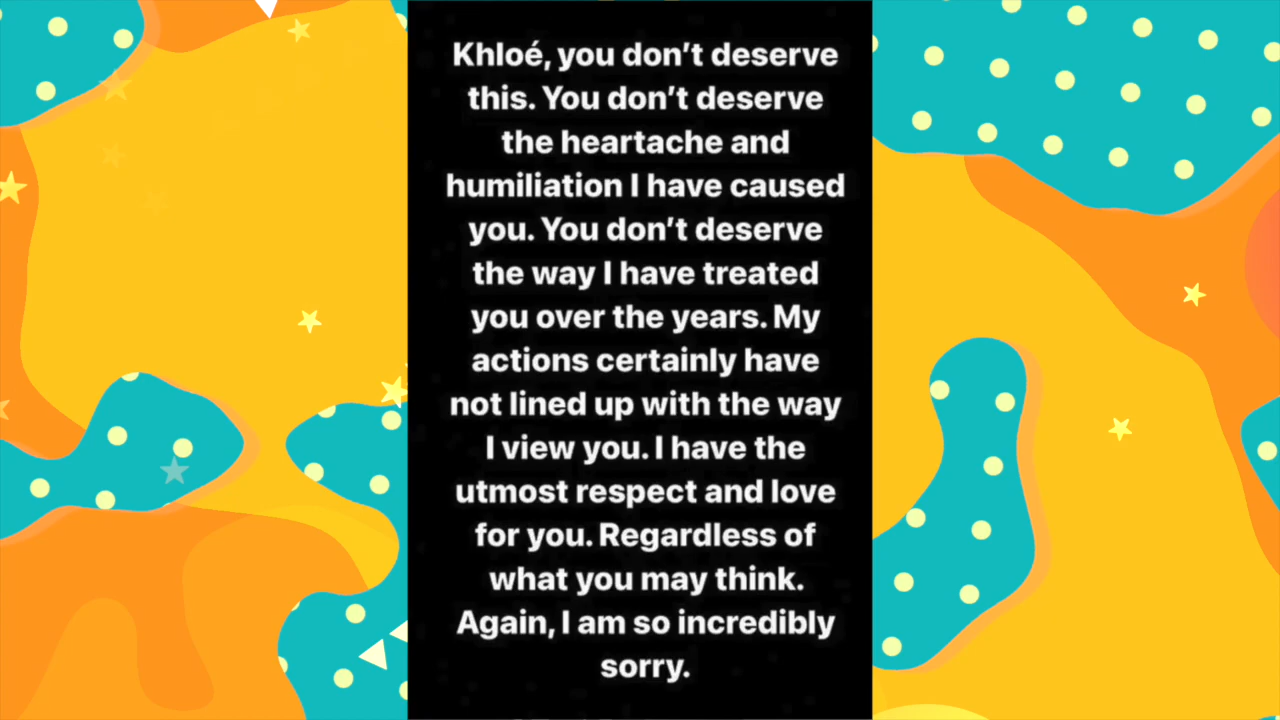 Khloé, you don’t deserve
this. You don’t deserve
the heartache and
humiliation I have caused
you. You don’t deserve
the way I have treated
you over the years. My
actions certainly have
not lined up with the way
I view you. I have the
utmost respect and love
for you. Regardless of
what you may think.
Again, I am so incredibly
sorry.